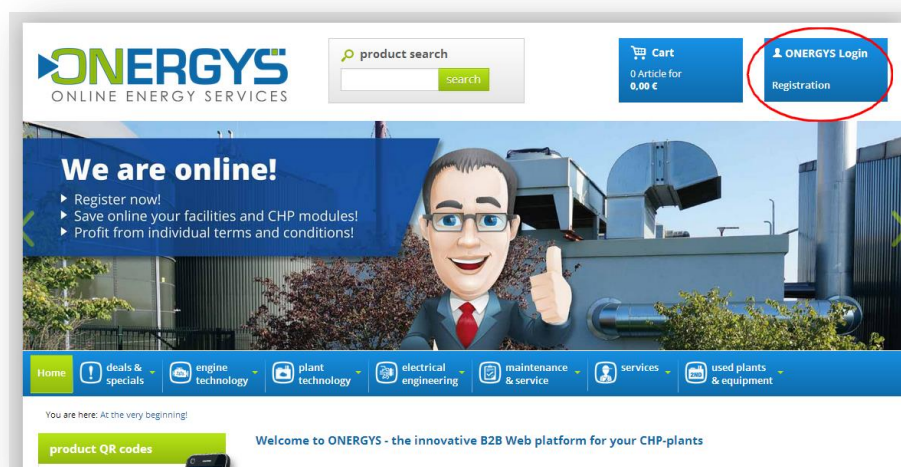 ONERGYS
ONLINE ENERGY SERVICES
product search
search
Cart
0 Article for
0,00 €
ONERGYS Login
Registration
We are online!
Register now!
Save online your facilities and CHP modules!
Profit from individual terms and conditions!
Home
deals &
specials
engine
technology
plant
technology
electrical
engineering
maintenance
& service
services
2ND
used plants
& equipment
You are here: At the very beginning!
product QR codes
Welcome to ONERGYS - the innovative B2B Web platform for your CHP-plants